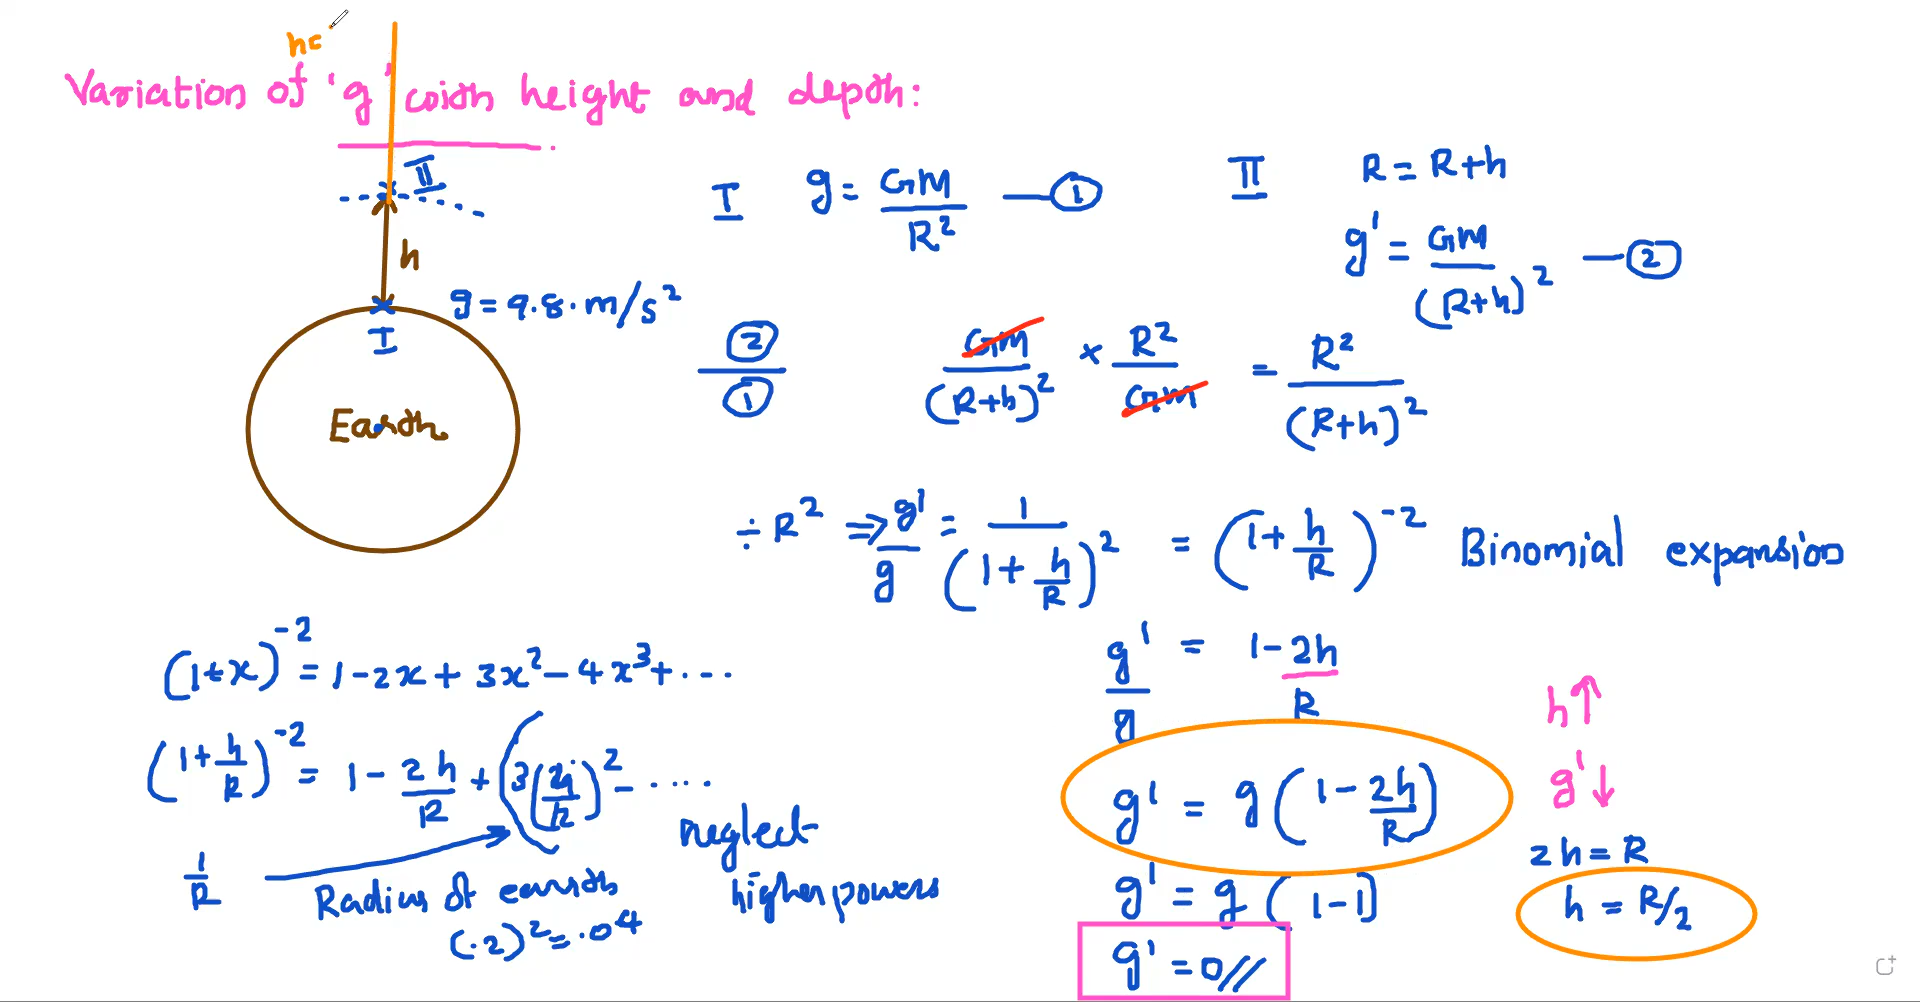 h=
Variation of 'g' with height and depth:
II
h
I
g = 9.8 m/s²
Earth
I g = GM/R² — ①
II R = R+h
g' = GM/(R+h)² — ②
②/① GM/(R+h)² × R²/GM = R²/(R+h)²
÷ R² ⇒ g'/g = 1/(1 + h/R)² = (1 + h/R)⁻² Binomial expansion
(1+x)⁻² = 1 - 2x + 3x² - 4x³ + ....
(1 + h/R)⁻² = 1 - 2h/R + 3(2h/R)² - ....
neglect
higher powers
1/R
Radius of earth
(.2)² = .04
g'/g = 1 - 2h/R
g' = g(1 - 2h/R)
g' = g(1-1)
g' = 0//
h↑
g'↓
2h = R
h = R/2